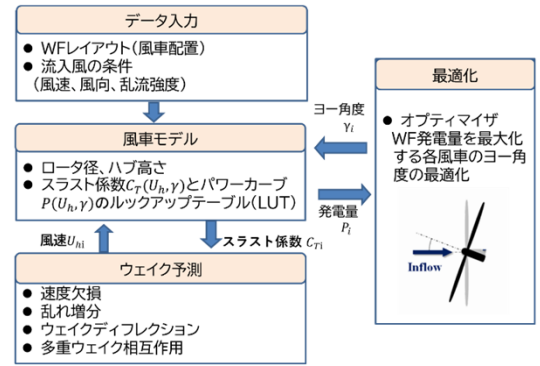 データ入力
● WFレイアウト(風車配置)
● 流入風の条件
(風速、風向、乱流強度)
風車モデル
● ロータ径、ハブ高さ
● スラスト係数C_T(U_h,γ)とパワーカーブ
P(U_h,γ)のルックアップテーブル(LUT)
風速U_hi
スラスト係数 C_Ti
ウェイク予測
● 速度欠損
● 乱れ増分
● ウェイクディフレクション
● 多重ウェイク相互作用
ヨー角度
γ_i
発電量
P_i
最適化
● オプティマイザ
WF発電量を最大化
する各風車のヨー角
度の最適化
Inflow